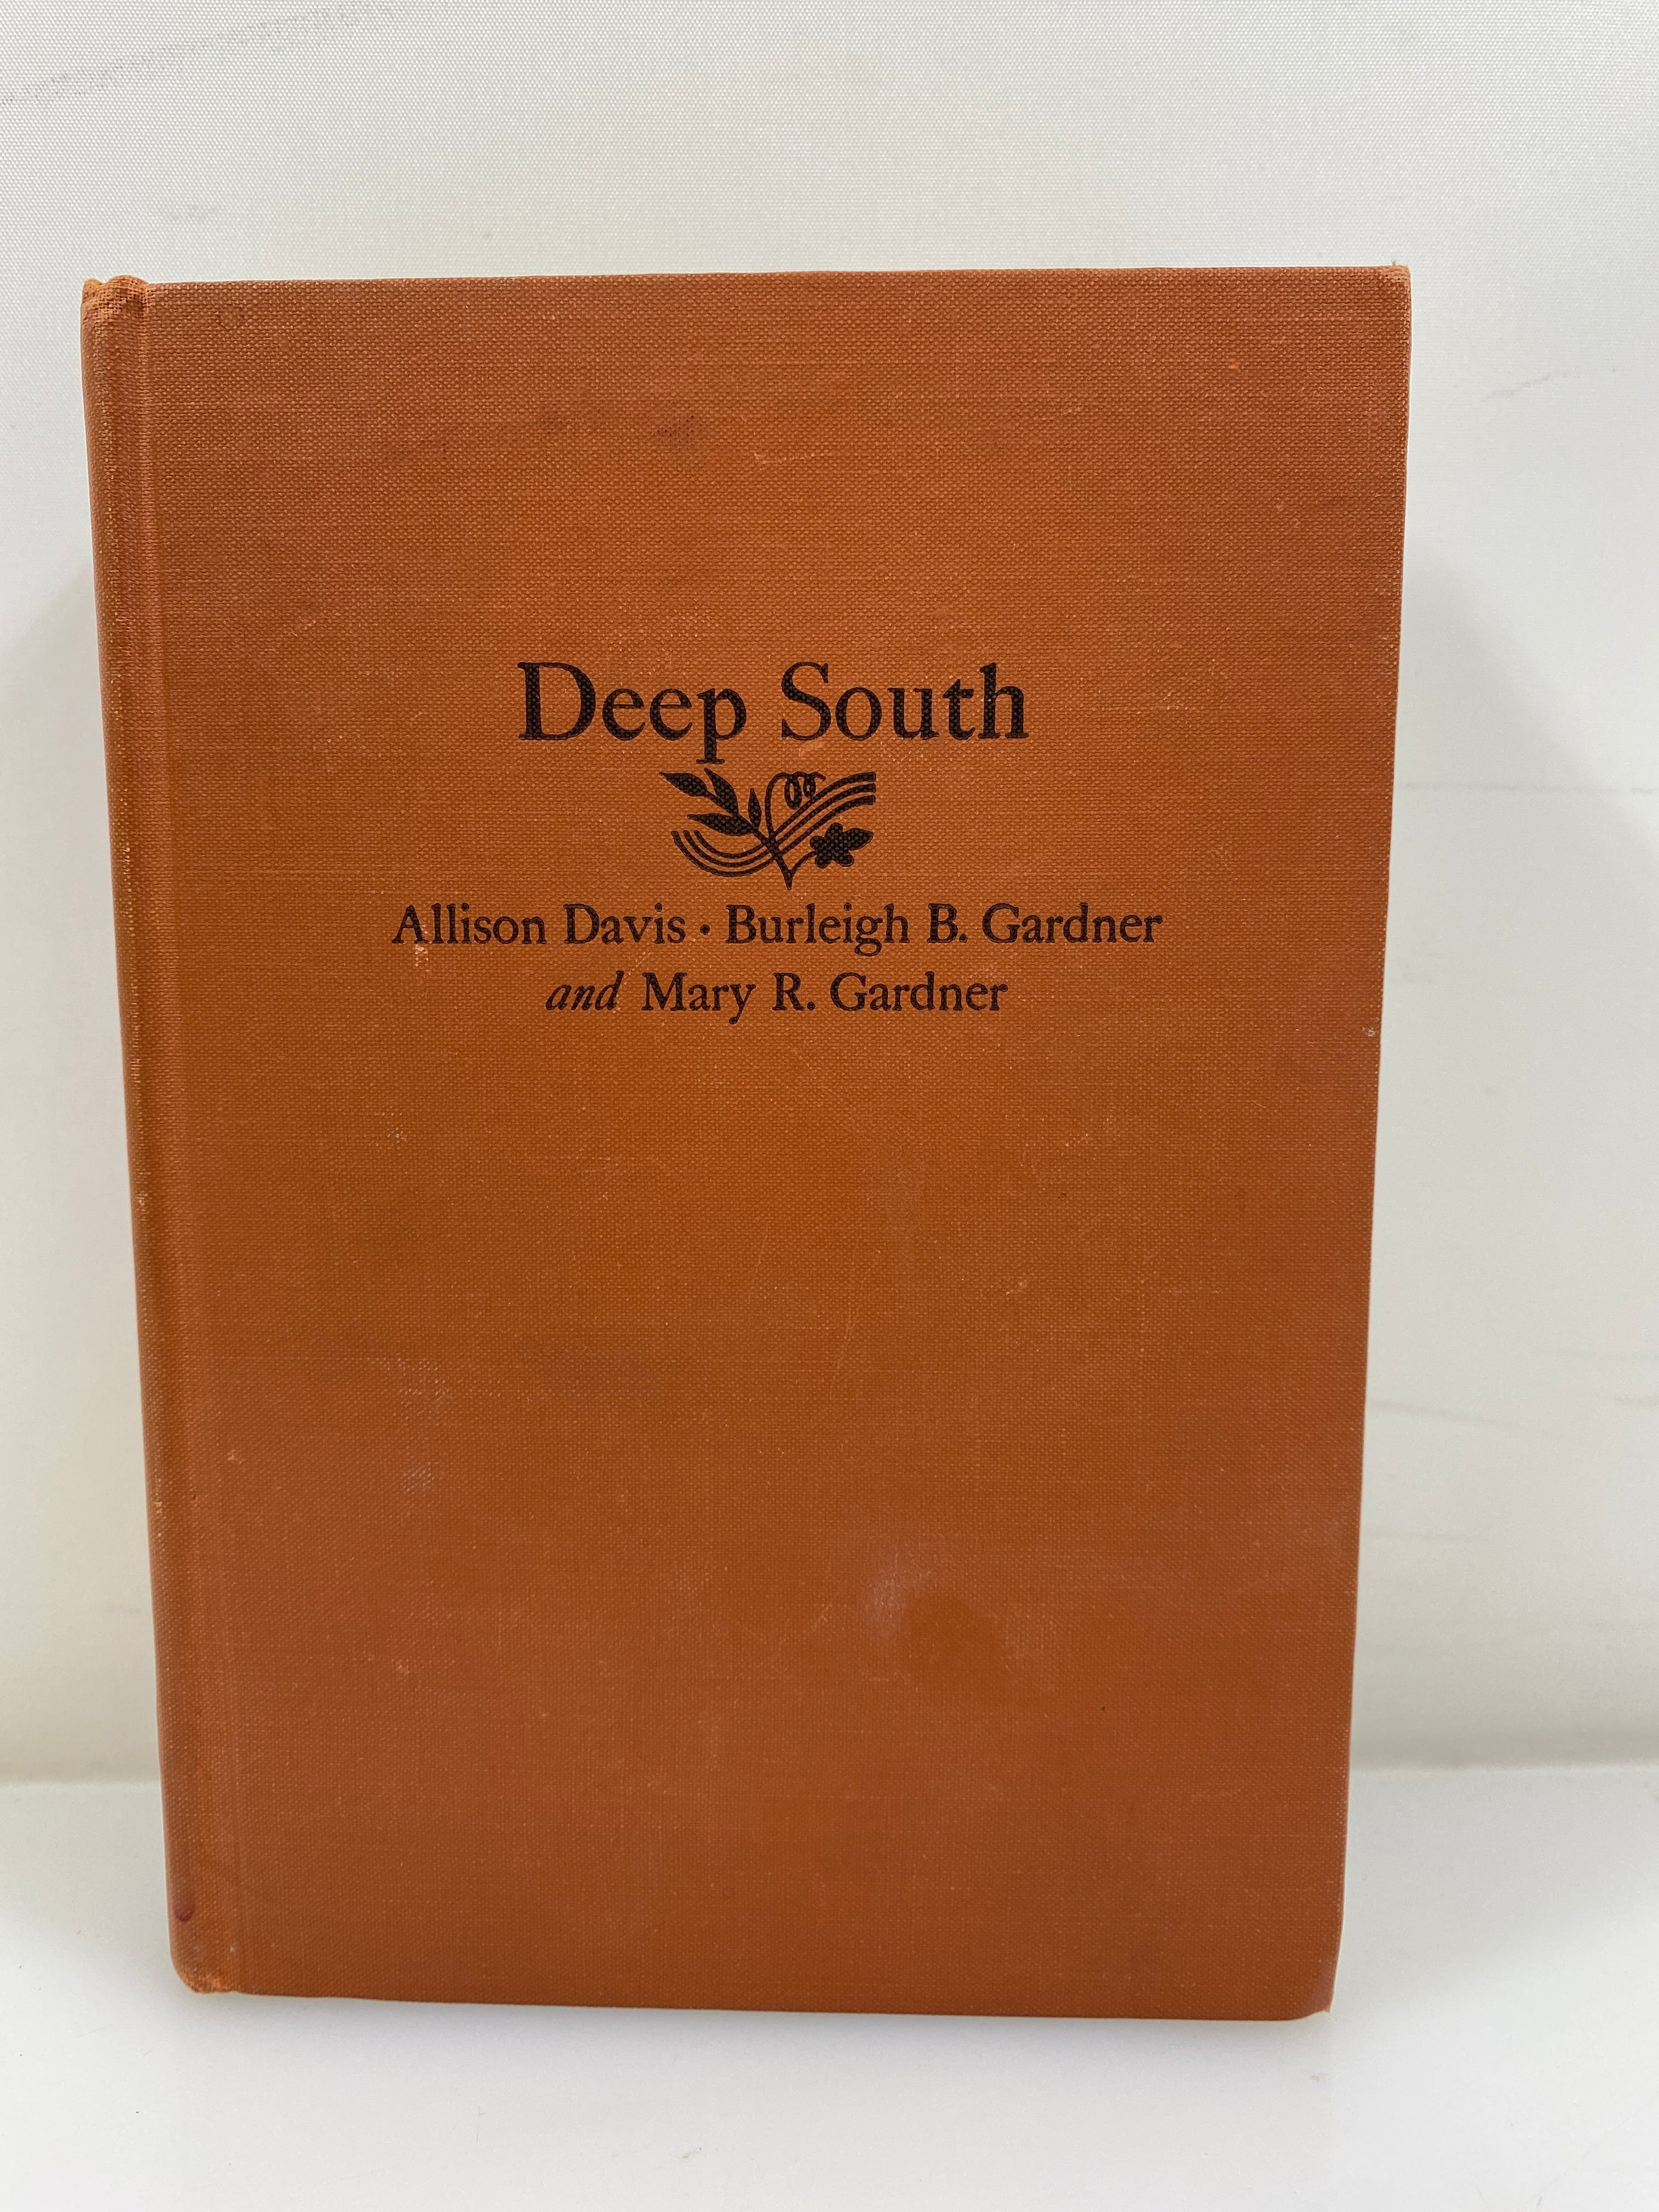 Deep South
Allison Davis · Burleigh B. Gardner
and Mary R. Gardner